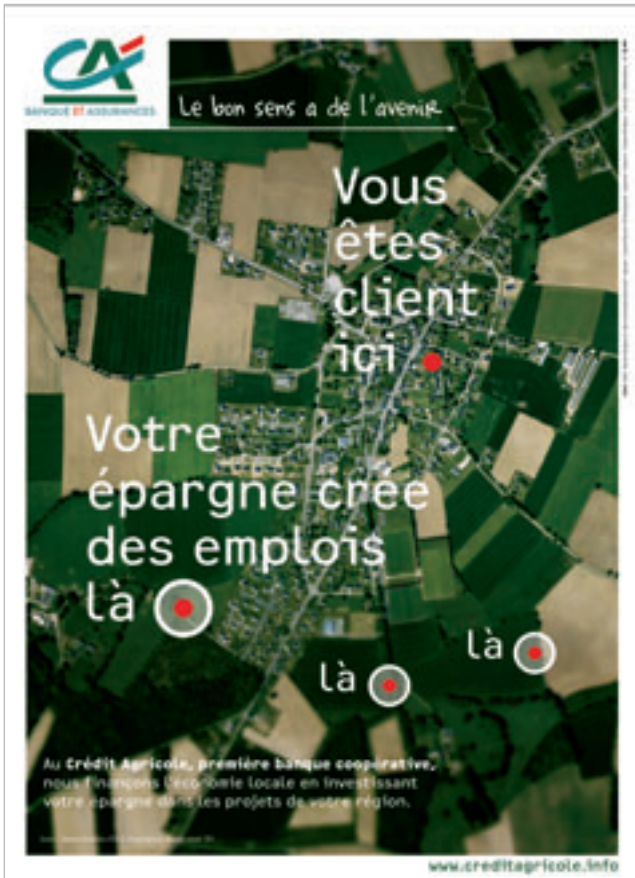 CA
BANQUE ET ASSURANCES
Le bon sens a de l'avenir
Vous
êtes
client
ici
Votre
épargne crée
des emplois
là
là
là
Au Crédit Agricole, première banque coopérative,
nous finançons l'économie locale en investissant
votre épargne dans les projets de votre région.
www.creditagricole.info